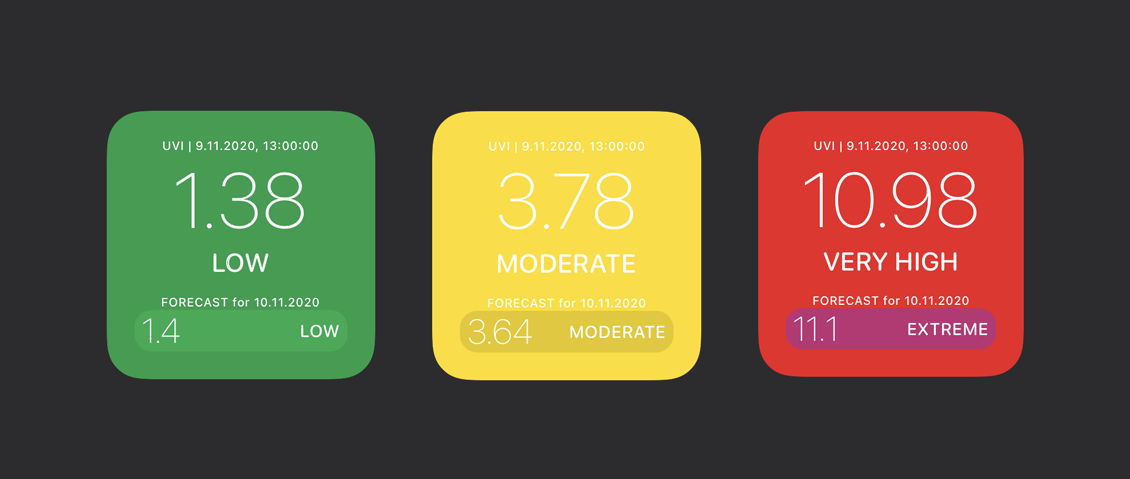 UVI | 9.11.2020, 13:00:00
1.38
LOW
FORECAST for 10.11.2020
1.4 LOW
UVI | 9.11.2020, 13:00:00
3.78
MODERATE
FORECAST for 10.11.2020
3.64 MODERATE
UVI | 9.11.2020, 13:00:00
10.98
VERY HIGH
FORECAST for 10.11.2020
11.1 EXTREME